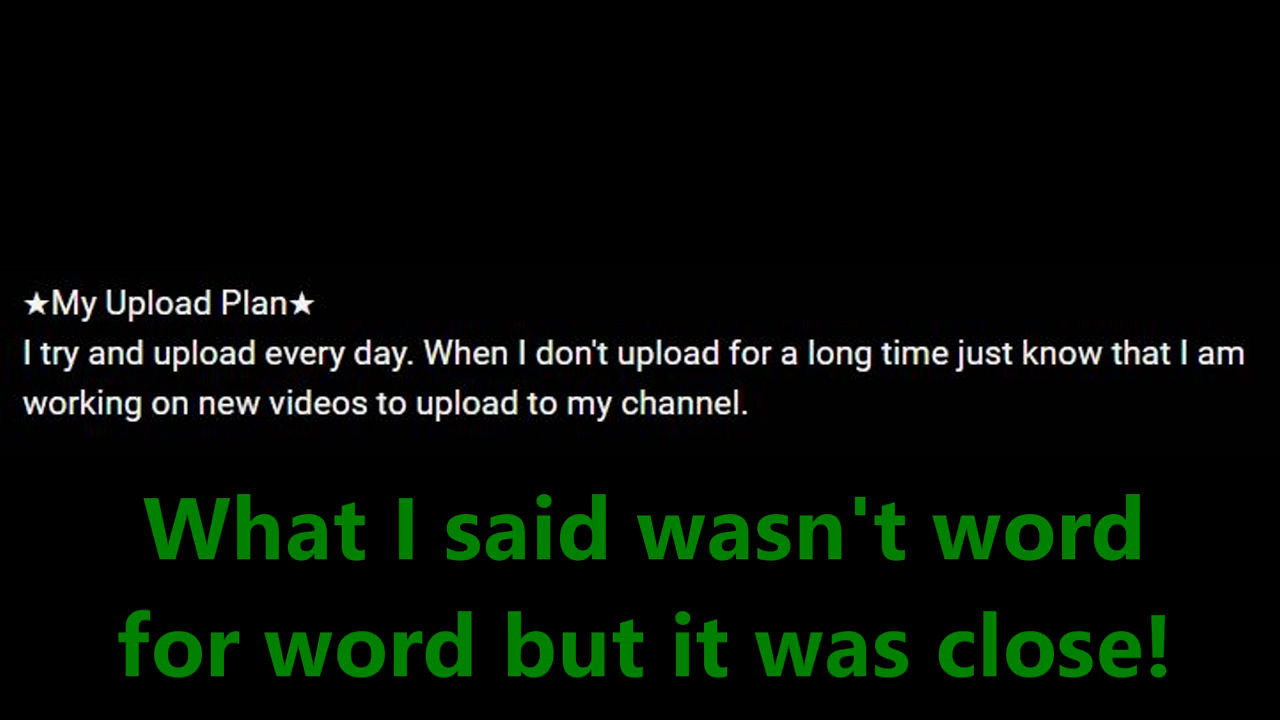 ★My Upload Plan★
I try and upload every day. When I don't upload for a long time just know that I am
working on new videos to upload to my channel.
What I said wasn't word
for word but it was close!